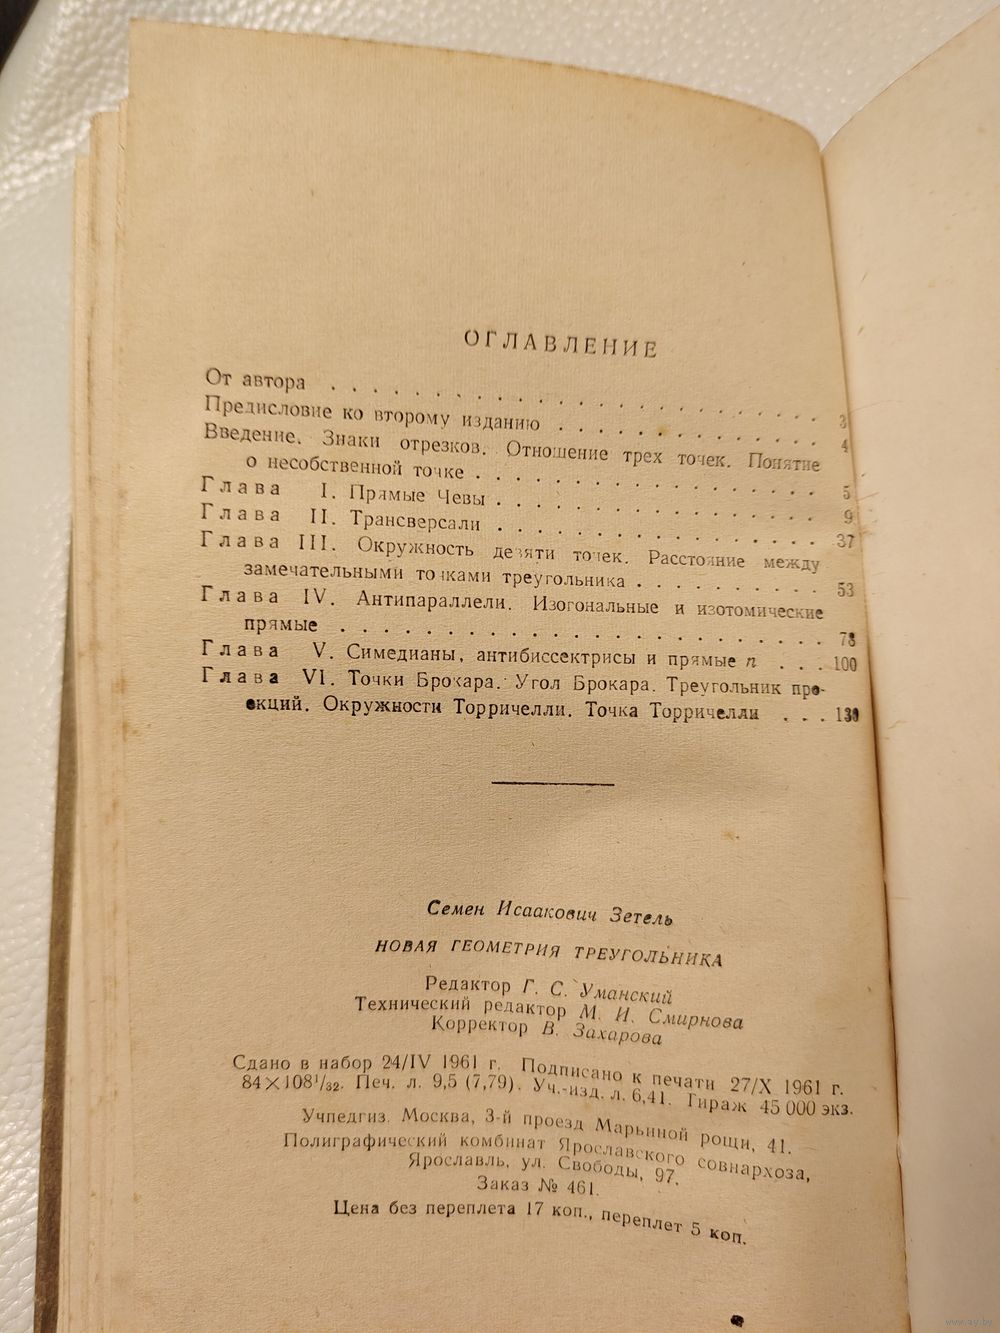 ОГЛАВЛЕНИЕ
От автора . . . . . . . . . . . . . . . . . . . . . . . 3
Предисловие ко второму изданию . . . . . . . . . . . . 4
Введение. Знаки отрезков. Отношение трех точек. Понятие
о несобственной точке . . . . . . . . . . . . . . . . 5
Глава I. Прямые Чевы . . . . . . . . . . . . . . . . 9
Глава II. Трансверсали . . . . . . . . . . . . . . . . 37
Глава III. Окружность девяти точек. Расстояние между
замечательными точками треугольника . . . . . . . . . 53
Глава IV. Антипараллели. Изогональные и изотомические
прямые . . . . . . . . . . . . . . . . . . . . . . . 78
Глава V. Симедианы, антибиссектрисы и прямые n . . . 100
Глава VI. Точки Брокара. Угол Брокара. Треугольник про-
екций. Окружности Торричелли. Точка Торричелли . . . 130
Семен Исаакович Зетель
НОВАЯ ГЕОМЕТРИЯ ТРЕУГОЛЬНИКА
Редактор Г. С. Уманский
Технический редактор М. И. Смирнова
Корректор В. Захарова
Сдано в набор 24/IV 1961 г. Подписано к печати 27/X 1961 г.
84×108¹/₃₂. Печ. л. 9,5 (7,79). Уч.-изд. л. 6,41. Тираж 45 000 экз.
Учпедгиз. Москва, 3-й проезд Марьиной рощи, 41.
Полиграфический комбинат Ярославского совнархоза,
Ярославль, ул. Свободы, 97.
Заказ № 461.
Цена без переплета 17 коп., переплет 5 коп.
www.ay.by